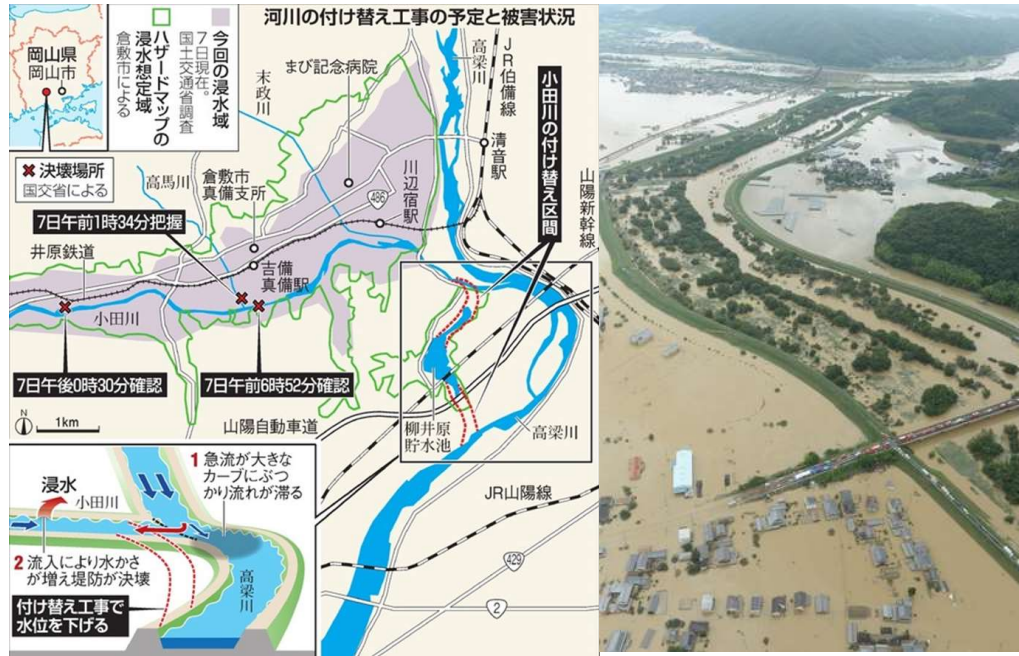 河川の付け替え工事の予定と被害状況
岡山県
岡山市
今回の浸水域
7日現在。
国土交通省調査
ハザードマップの
浸水想定域
倉敷市による
決壊場所
国交省による
末政川
まび記念病院
高梁川
JR伯備線
小田川の付け替え区間
清音駅
山陽新幹線
高馬川
倉敷市
真備支所
川辺宿駅
486
7日午前1時34分把握
井原鉄道
吉備
真備駅
小田川
7日午後0時30分確認
7日午前6時52分確認
N
1km
山陽自動車道
柳井原
貯水池
高梁川
JR山陽線
429
2
浸水
小田川
1 急流が大きな
カーブにぶつ
かり流れが滞る
2 流入により水かさ
が増え堤防が決壊
高梁川
付け替え工事で
水位を下げる